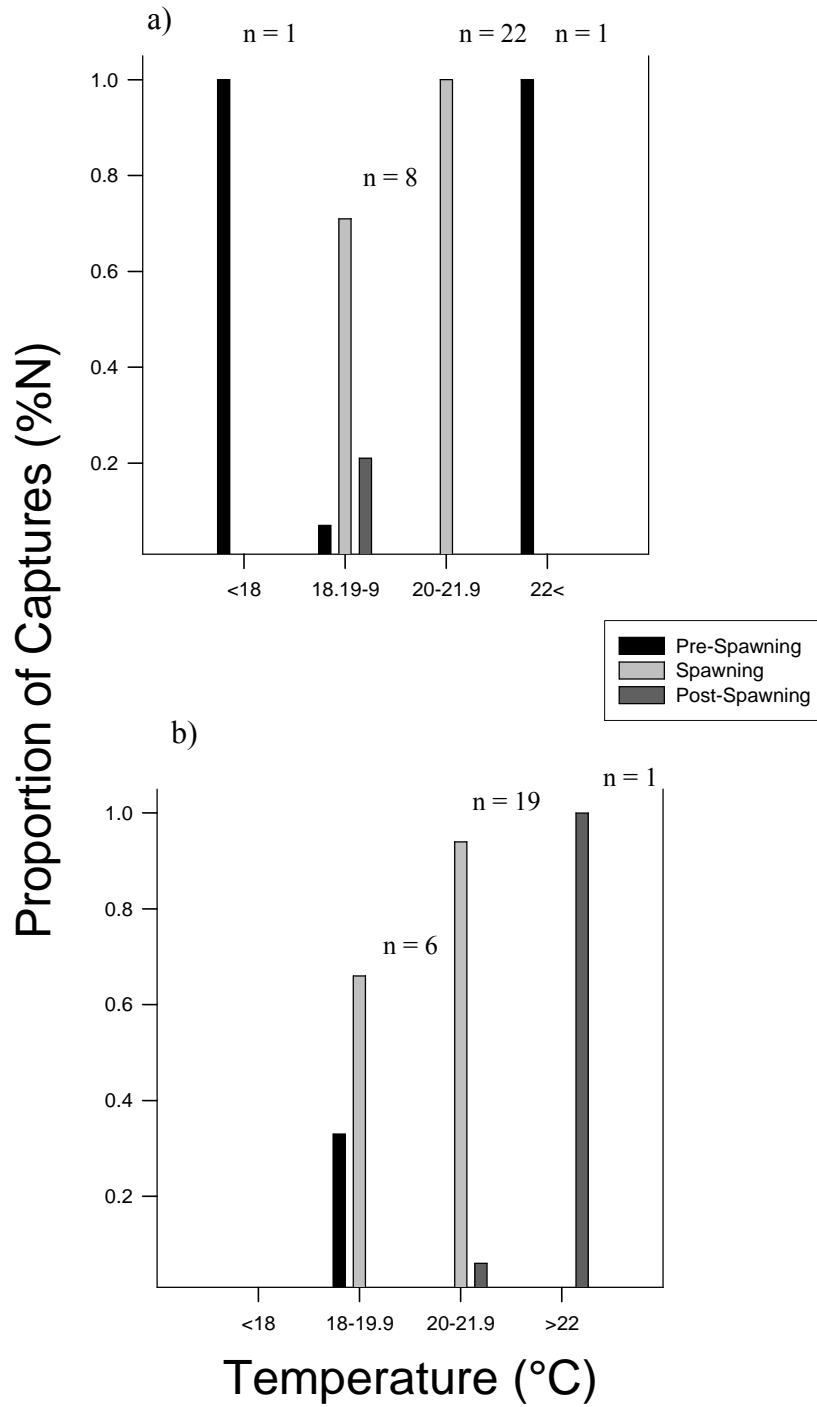 a)
n = 1
n = 22
n = 1
n = 8
1.0
0.8
0.6
0.4
0.2
<18
18.19-9
20-21.9
22<
Proportion of Captures (%N)
Pre-Spawning
Spawning
Post-Spawning
b)
n = 1
n = 19
n = 6
1.0
0.8
0.6
0.4
0.2
<18
18-19.9
20-21.9
>22
Temperature (°C)